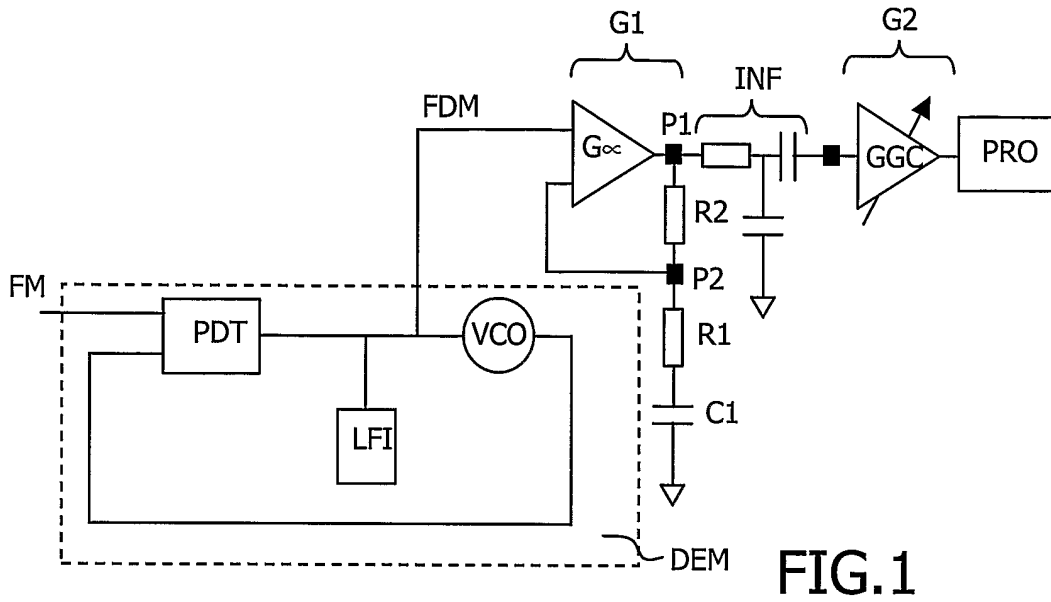 G1
G2
INF
FDM
P1
G∝
GGC
PRO
R2
FM
P2
PDT
VCO
R1
C1
LFI
DEM
FIG.1